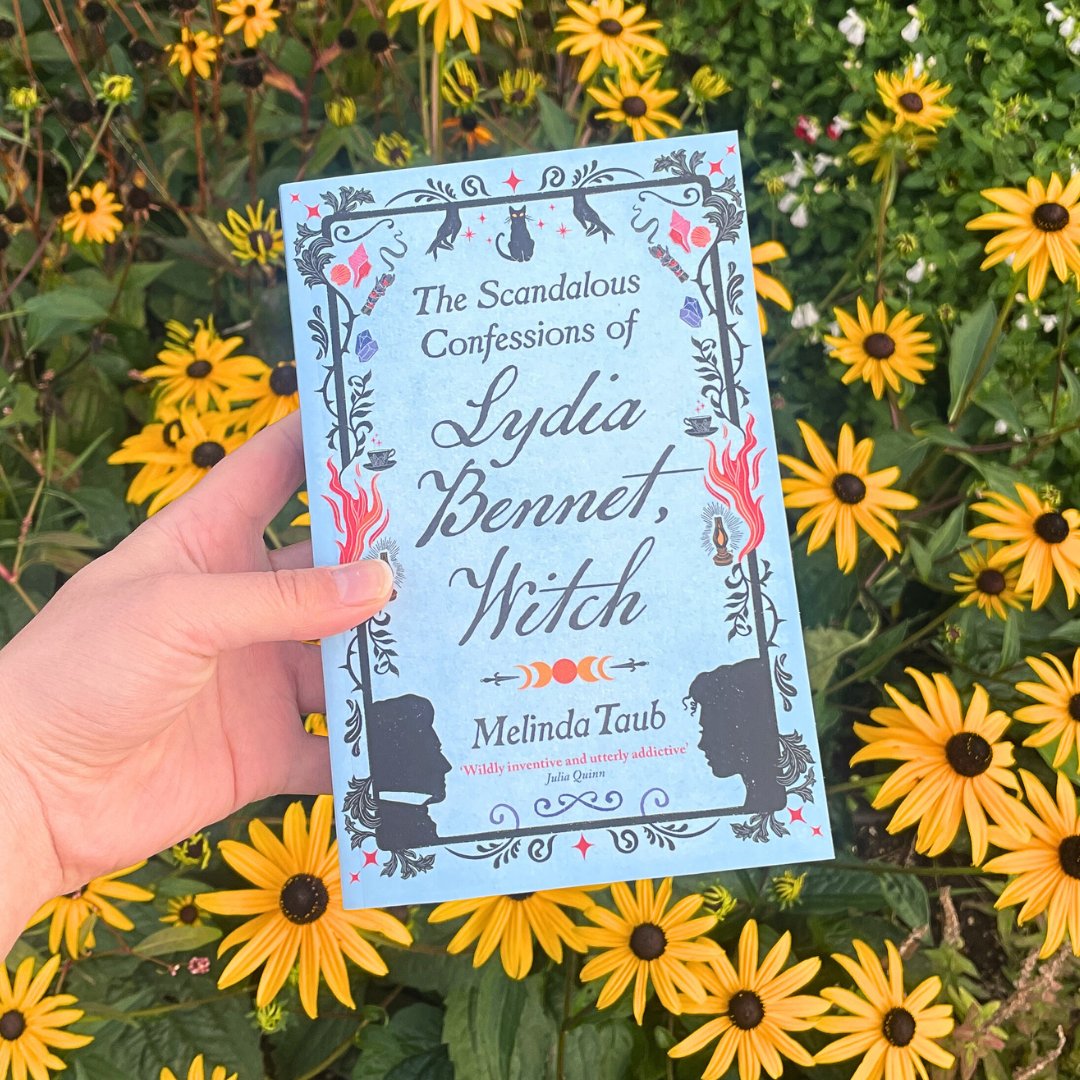 The Scandalous
Confessions of
Lydia
Bennet,
Witch
Melinda Taub
‘Wildly inventive and utterly addictive’
Julia Quinn